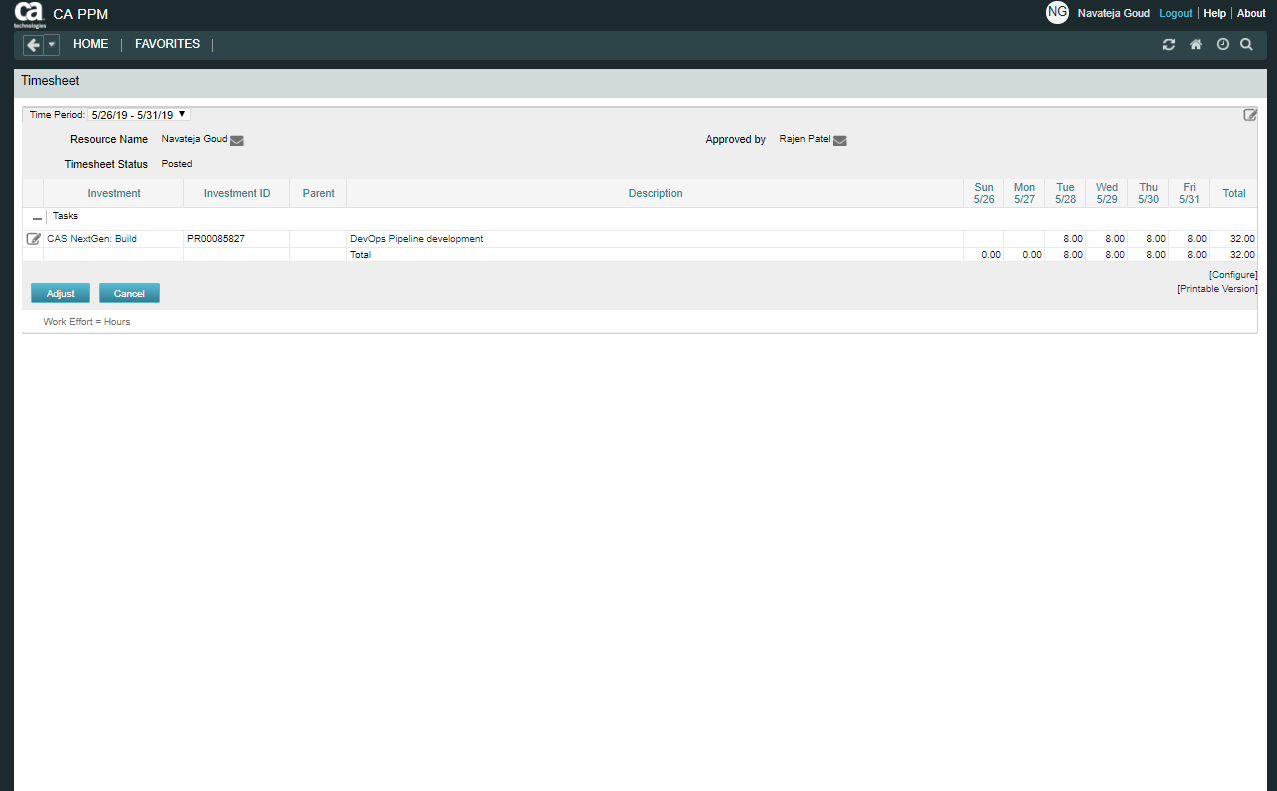 ca technologies CA PPM NG Navateja Goud Logout | Help | About
HOME | FAVORITES |
Timesheet
Time Period: 5/26/19 - 5/31/19
Resource Name Navateja Goud Approved by Rajen Patel
Timesheet Status Posted
Investment Investment ID Parent Description Sun 5/26 Mon 5/27 Tue 5/28 Wed 5/29 Thu 5/30 Fri 5/31 Total
Tasks
CAS NextGen: Build PR00085827 DevOps Pipeline development 8.00 8.00 8.00 8.00 32.00
Total 0.00 0.00 8.00 8.00 8.00 8.00 32.00
[Configure]
[Printable Version]
Adjust Cancel
Work Effort = Hours